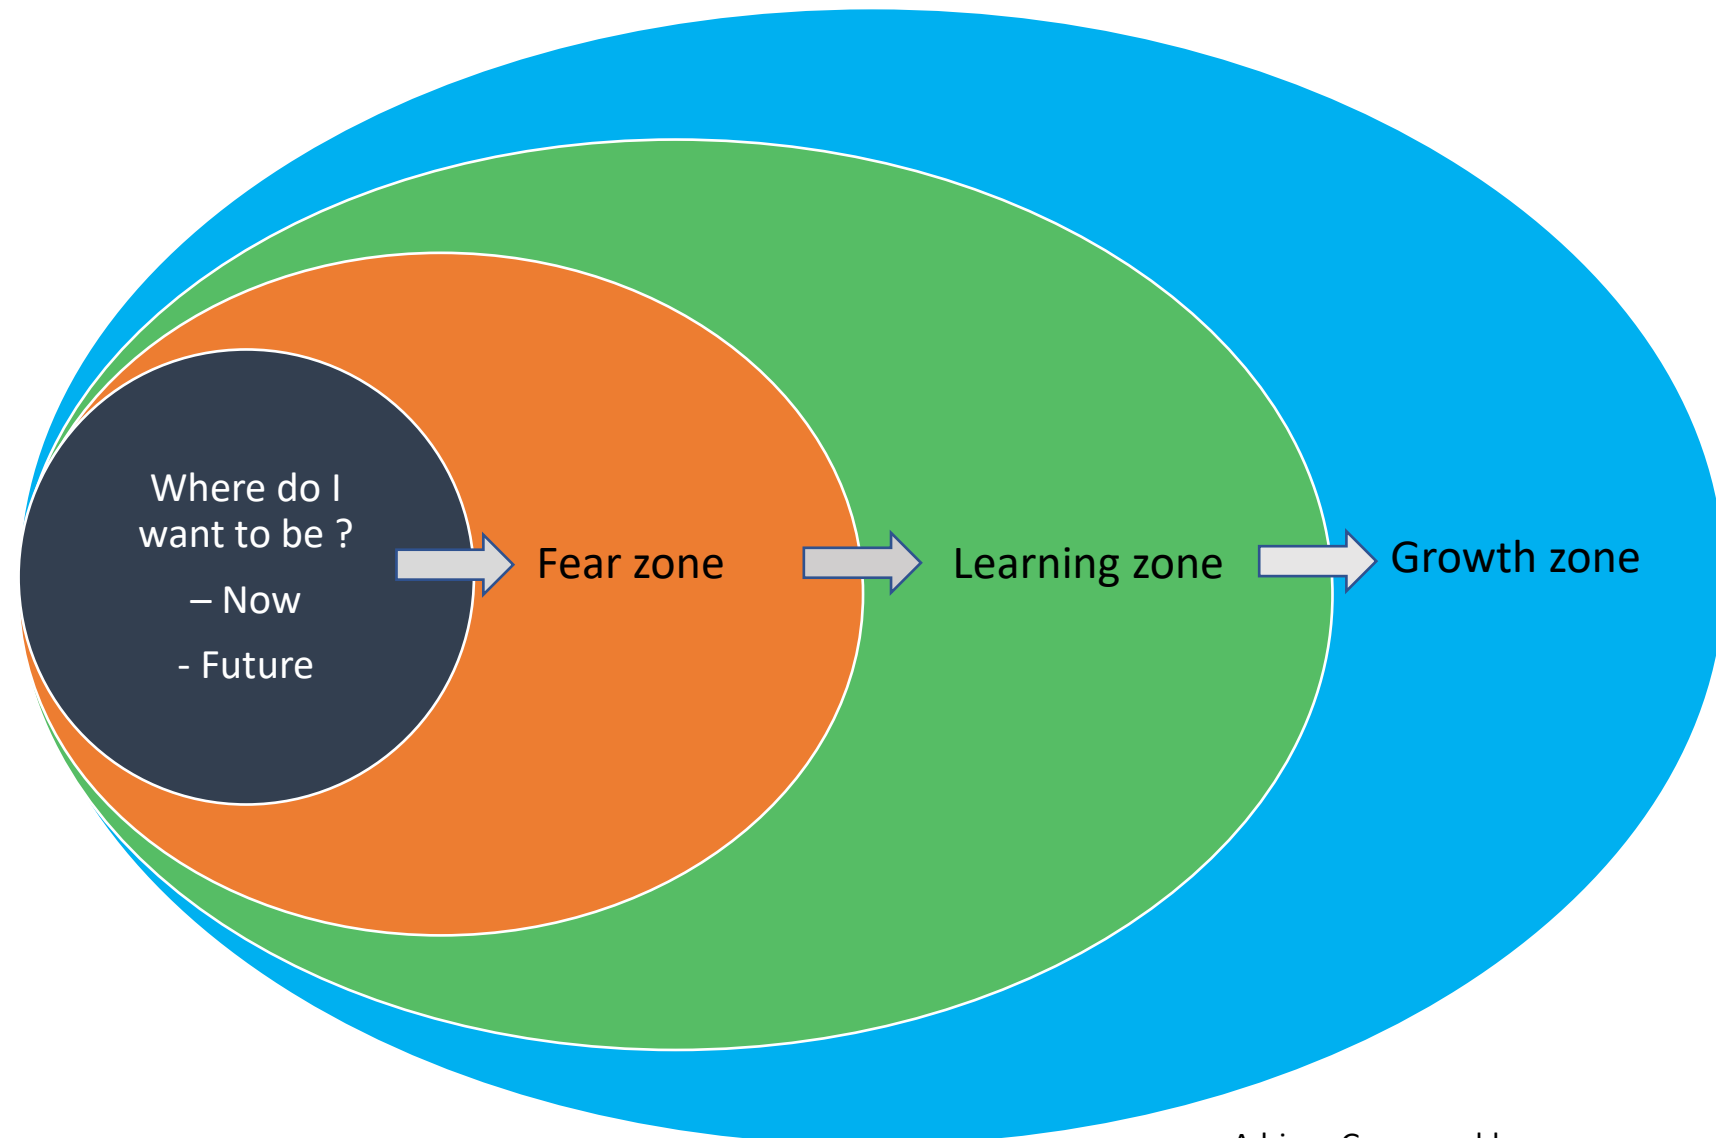 Where do I
want to be ?
– Now
- Future
Fear zone
Learning zone
Growth zone